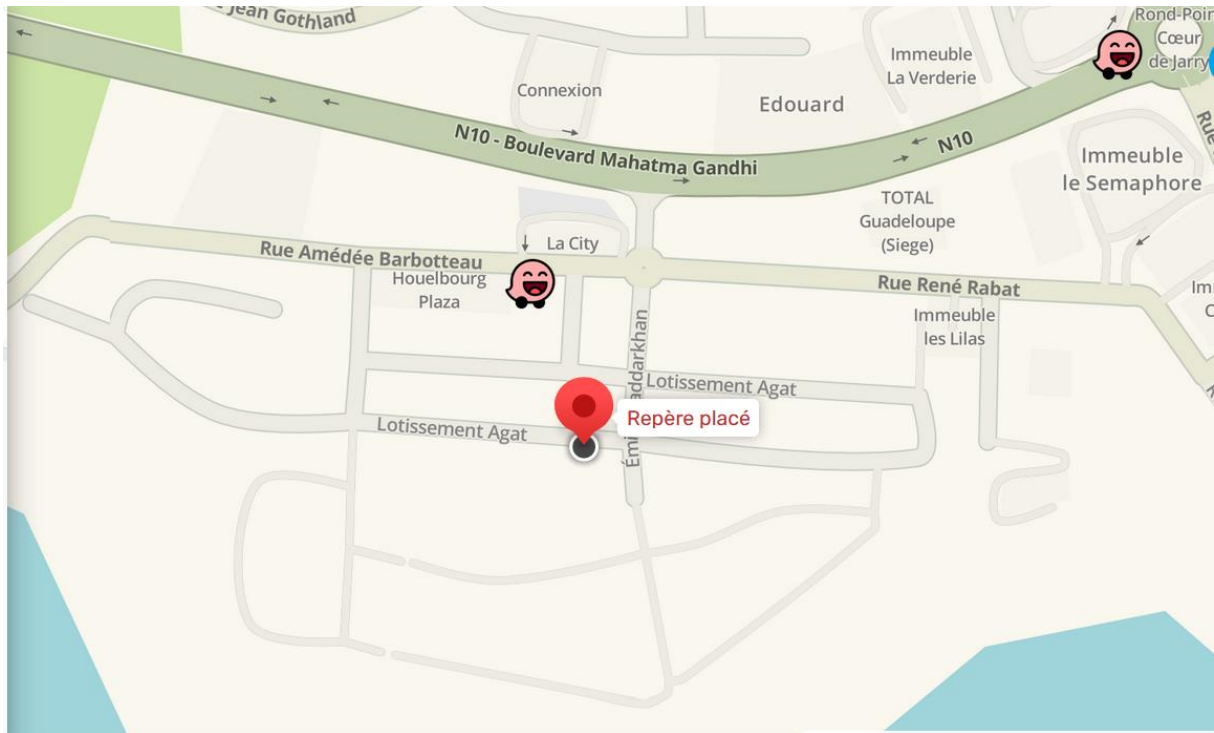 Jean Gothland
Rond-Poin
Cœur
de Jarry
Immeuble
La Verderie
Connexion
Edouard
N10 - Boulevard Mahatma Gandhi
N10
Rue
Immeuble
le Semaphore
TOTAL
Guadeloupe
(Siege)
La City
Rue Amédée Barbotteau
Houelbourg
Plaza
Rue René Rabat
Immeuble
les Lilas
Lotissement Agat
Repère placé
Lotissement Agat